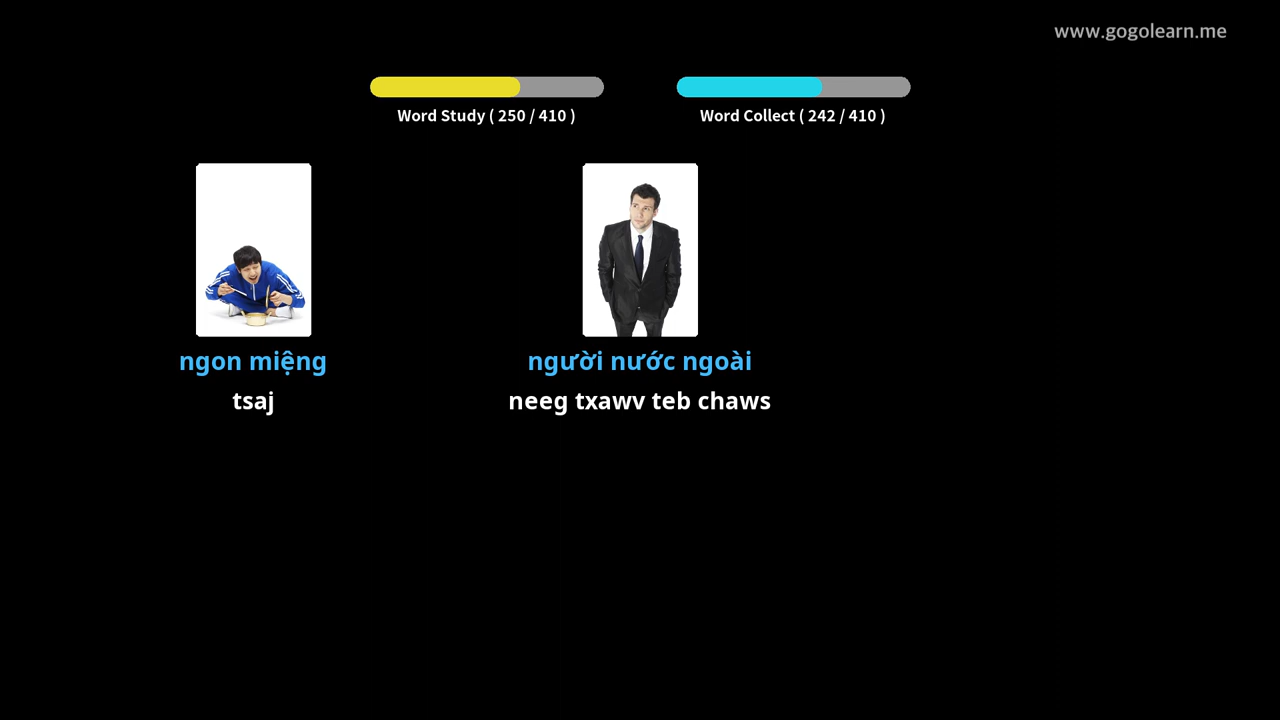 www.gogolearn.me
Word Study ( 250 / 410 )
Word Collect ( 242 / 410 )
ngon miệng
tsaj
người nước ngoài
neeg txawv teb chaws